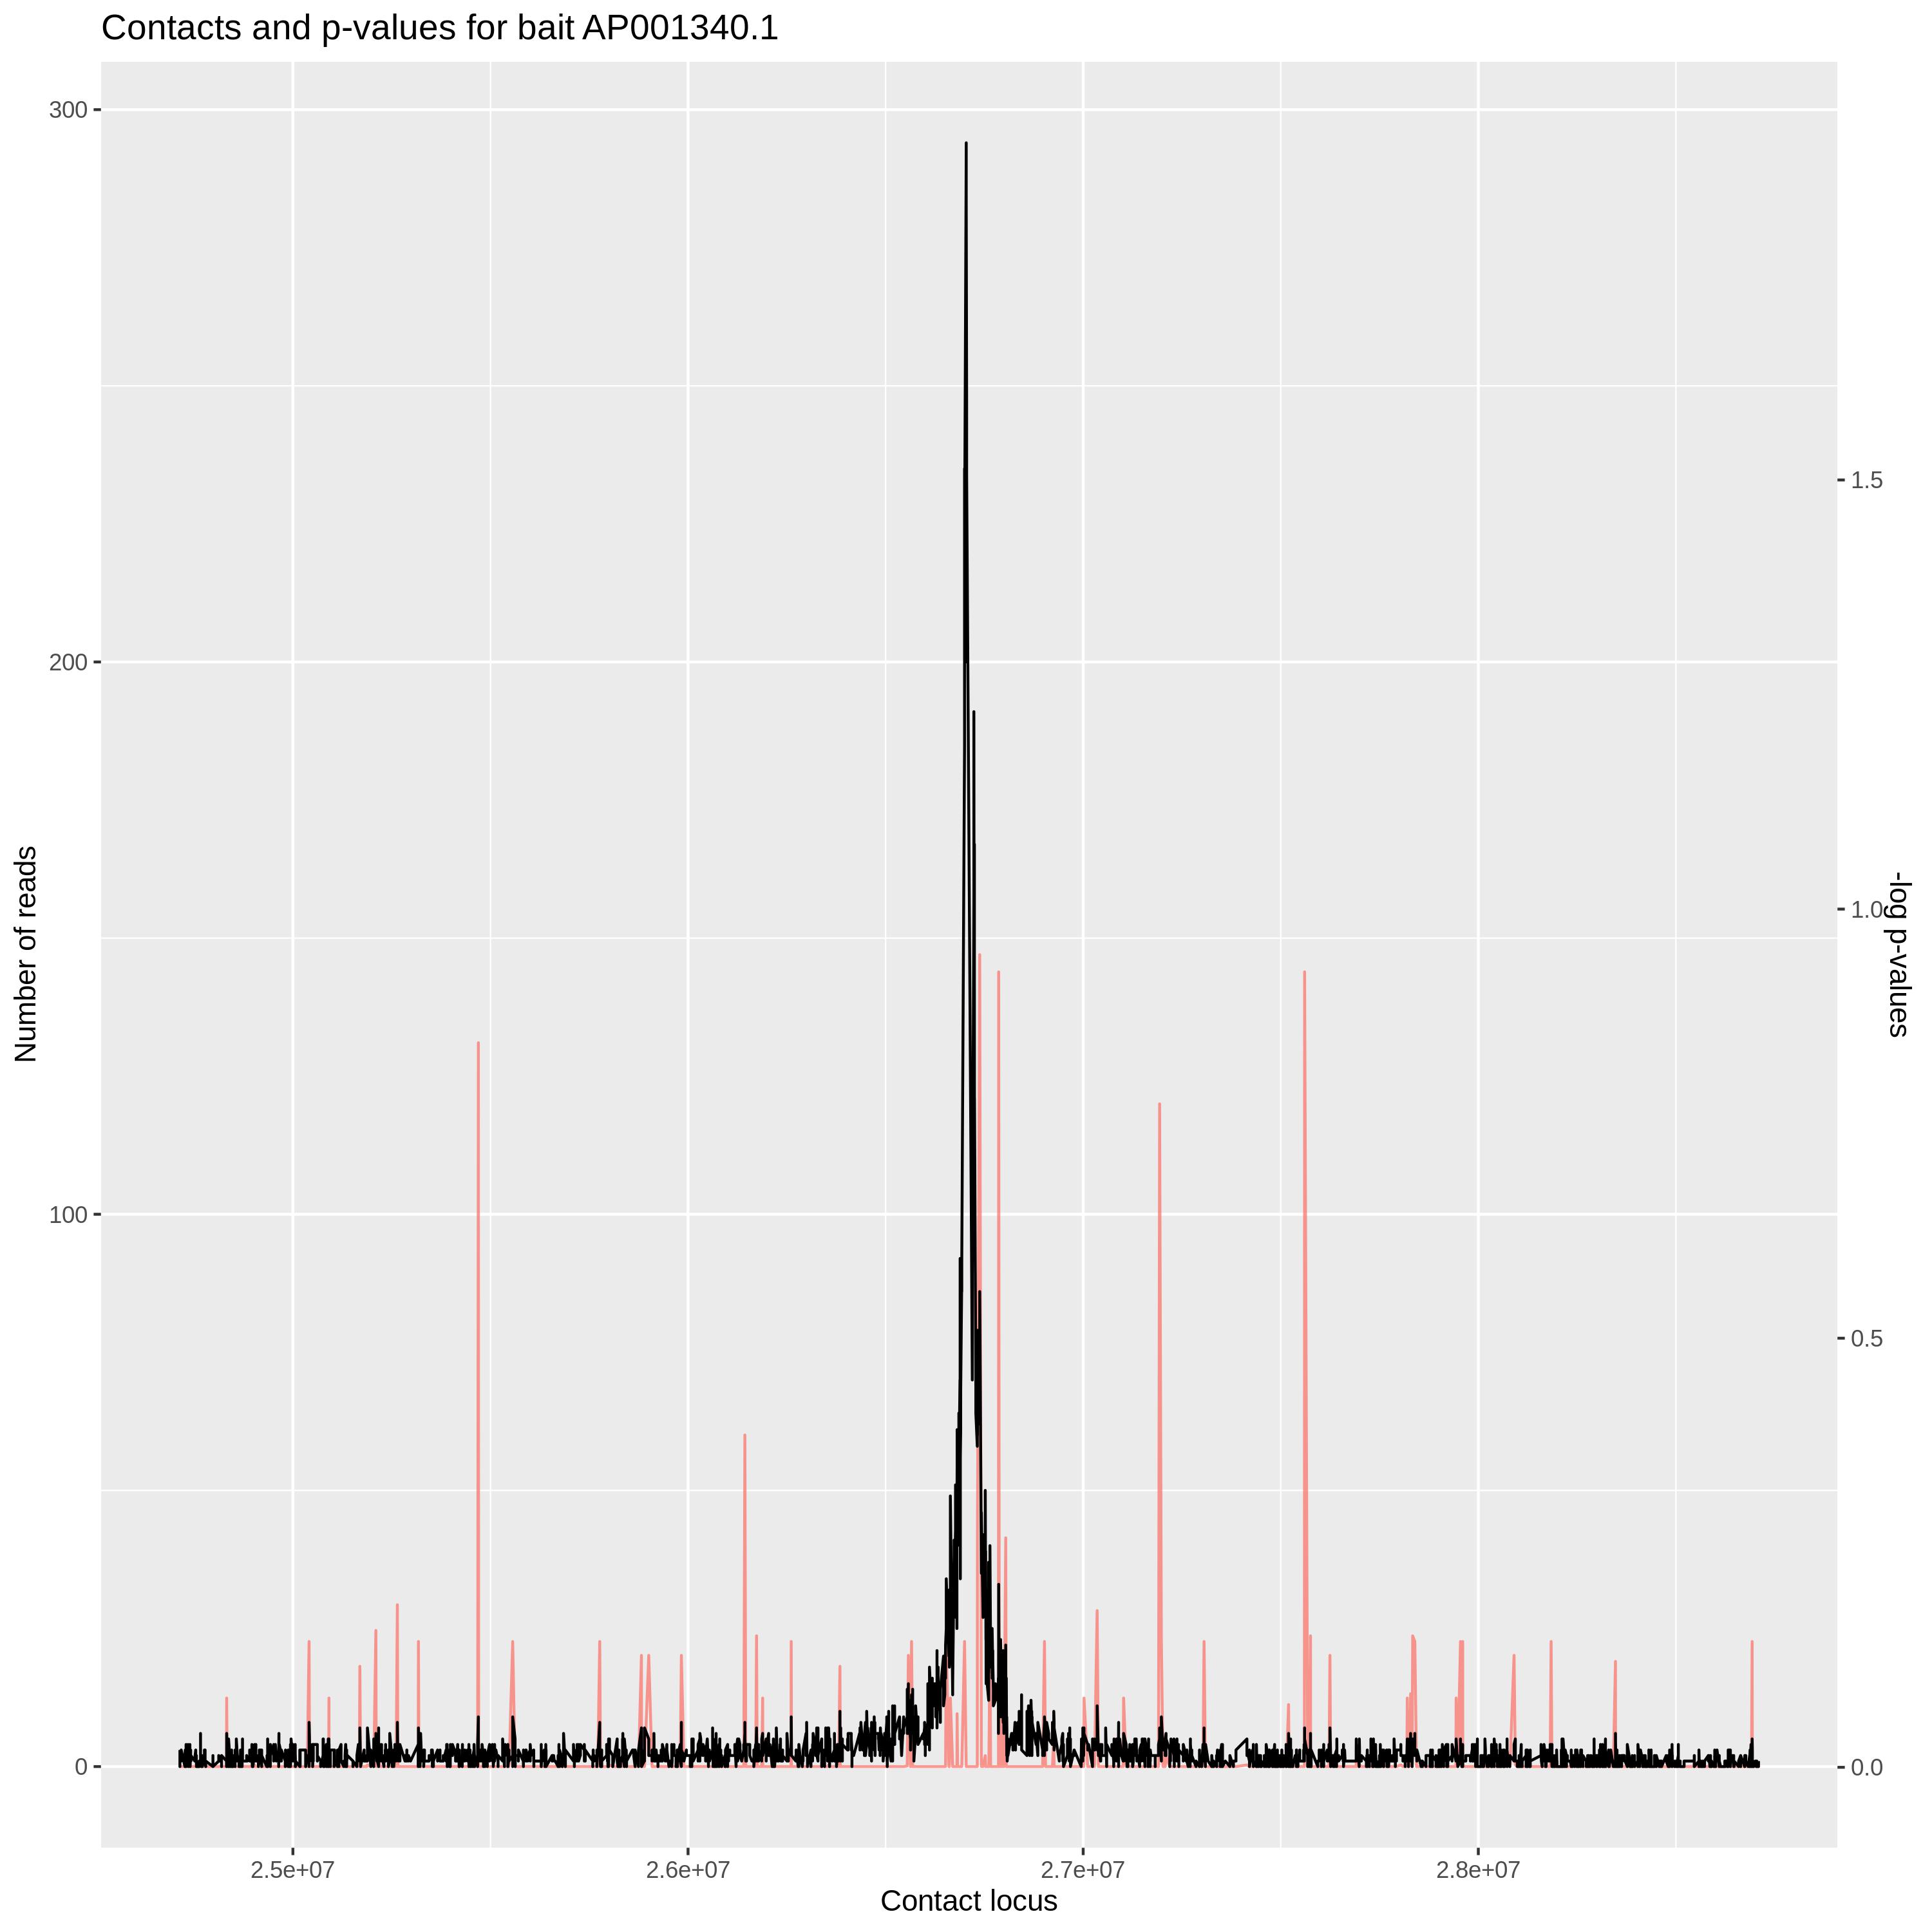 Contacts and p-values for bait AP001340.1
300
200
100
0
Number of reads
1.5
1.0
0.5
0.0
-log p-values
2.5e+07
2.6e+07
2.7e+07
2.8e+07
Contact locus